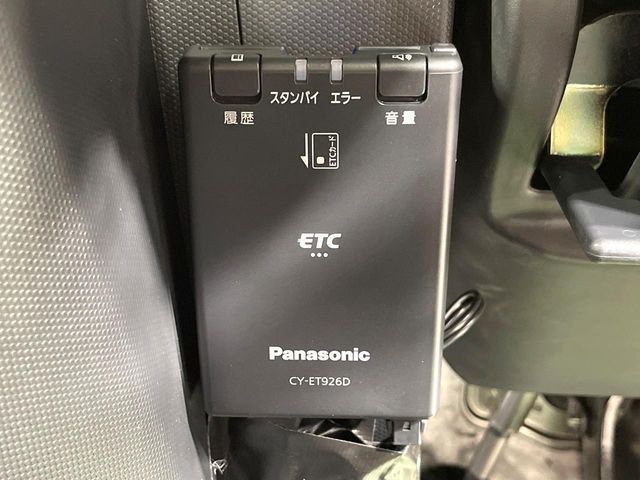 スタンバイ エラー
履歴 音量
ETCカード
ETC
Panasonic
CY-ET926D